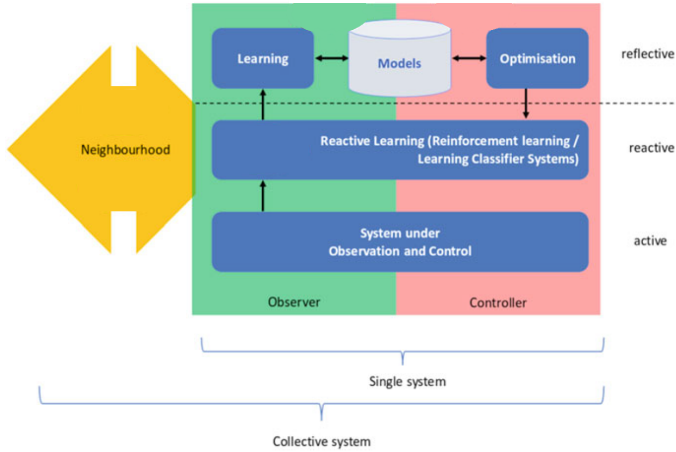 Learning
Models
Optimisation
reflective
Neighbourhood
Reactive Learning (Reinforcement learning /
Learning Classifier Systems)
reactive
System under
Observation and Control
active
Observer
Controller
Single system
Collective system